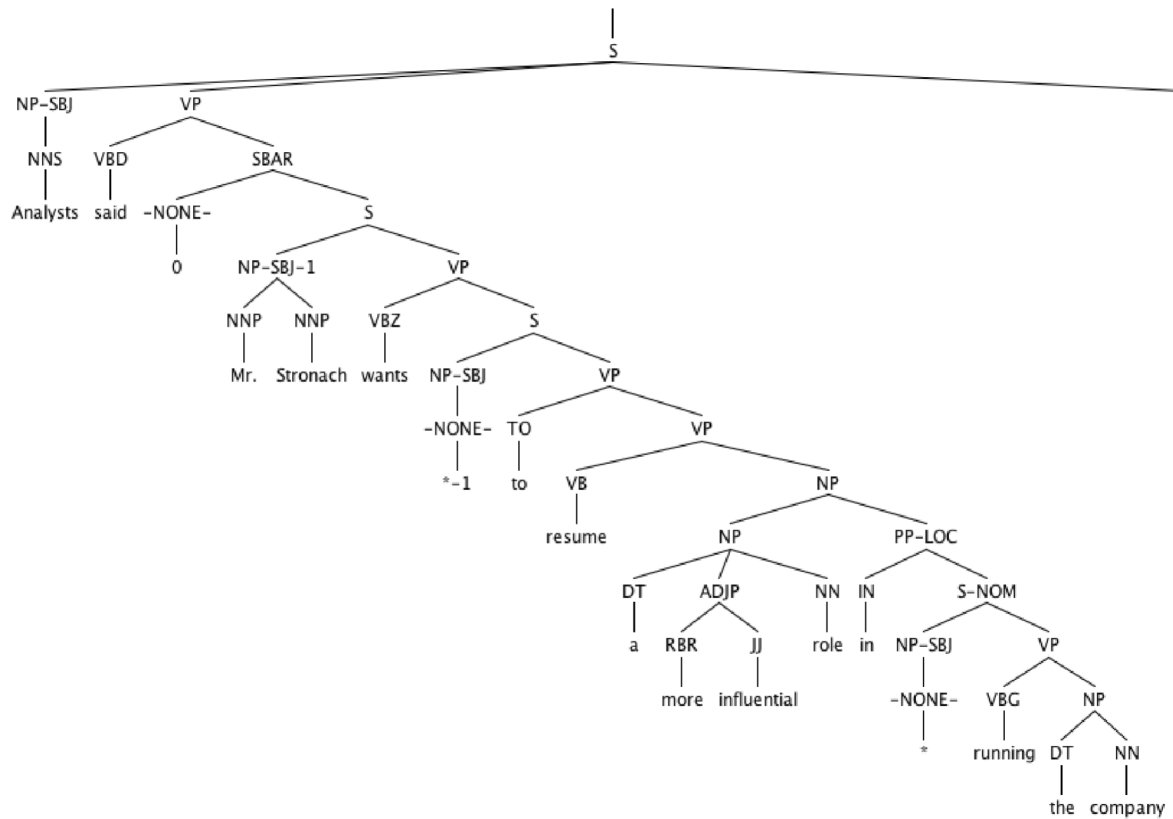 S
NP-SBJ VP
NNS VBD SBAR
Analysts said -NONE- S
0 NP-SBJ-1 VP
NNP NNP VBZ S
Mr. Stronach wants NP-SBJ VP
-NONE- TO VP
*-1 to VB NP
resume NP PP-LOC
DT ADJP NN IN S-NOM
a RBR JJ role in NP-SBJ VP
more influential -NONE- VBG NP
* running DT NN
the company